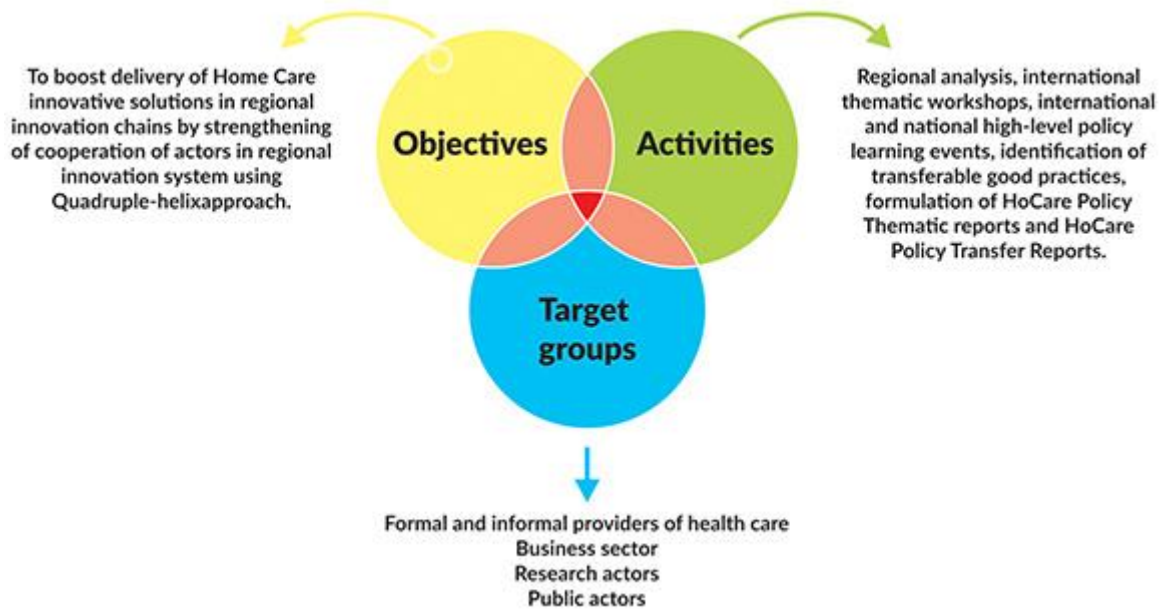 To boost delivery of Home Care
innovative solutions in regional
innovation chains by strengthening
of cooperation of actors in regional
innovation system using
Quadruple-helixapproach.
Objectives
Activities
Regional analysis, international
thematic workshops, international
and national high-level policy
learning events, identification of
transferable good practices,
formulation of HoCare Policy
Thematic reports and HoCare
Policy Transfer Reports.
Target
groups
Formal and informal providers of health care
Business sector
Research actors
Public actors